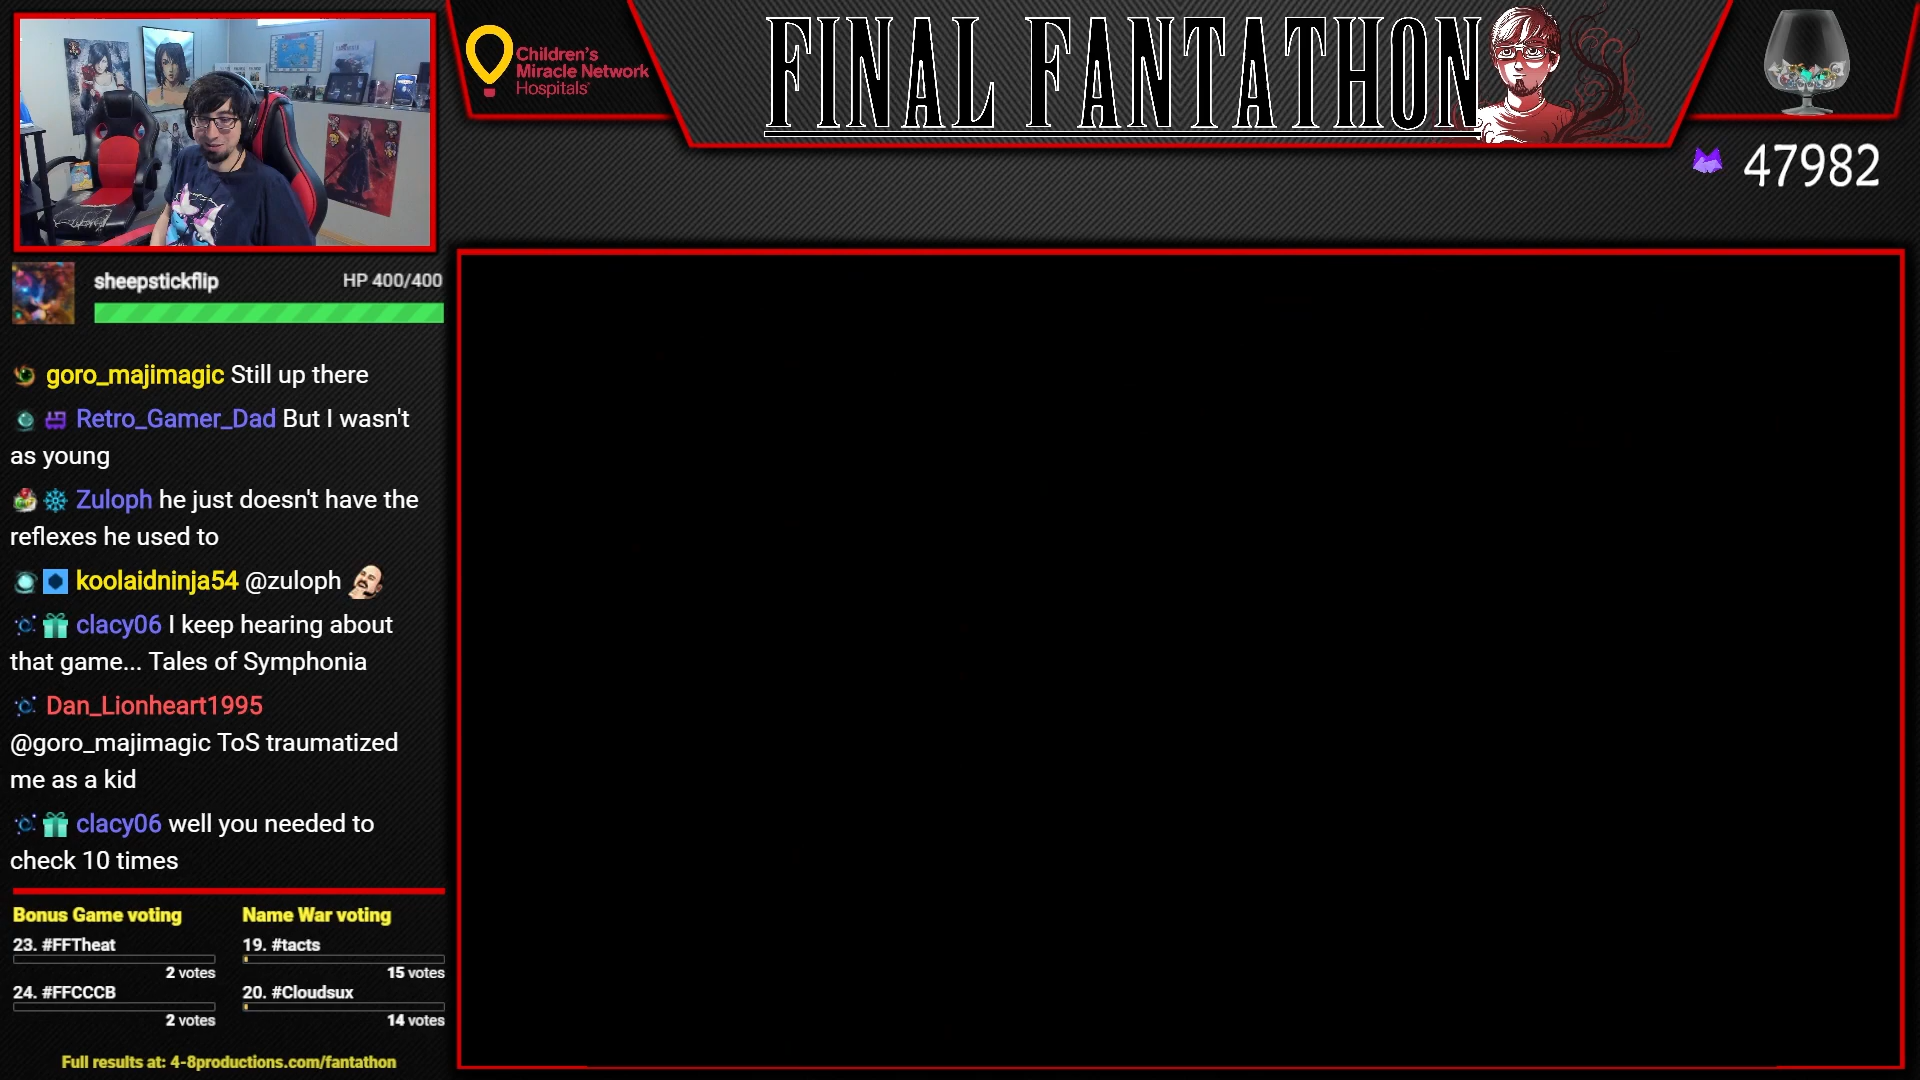 Children's
Miracle Network
Hospitals
FINAL FANTATHON
47982
sheepstickflip HP 400/400
goro_majimagic Still up there
Retro_Gamer_Dad But I wasn't
as young
Zuloph he just doesn't have the
reflexes he used to
koolaidninja54 @zuloph
clacy06 I keep hearing about
that game... Tales of Symphonia
Dan_Lionheart1995
@goro_majimagic ToS traumatized
me as a kid
clacy06 well you needed to
check 10 times
Bonus Game voting
23. #FFTheat
2 votes
24. #FFCCCB
2 votes
Name War voting
19. #tacts
15 votes
20. #Cloudsux
14 votes
Full results at: 4-8productions.com/fantathon